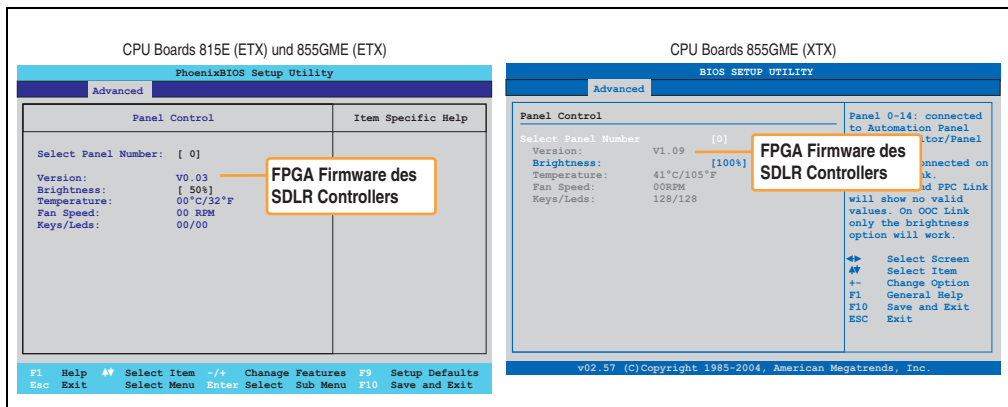 CPU Boards 815E (ETX) und 855GME (ETX)
PhoenixBIOS Setup Utility
Advanced
Panel Control
Item Specific Help
Select Panel Number: [ 0]
Version: V0.03
Brightness: [ 50%]
Temperature: 00°C/32°F
Fan Speed: 00 RPM
Keys/Leds: 00/00
FPGA Firmware des
SDLR Controllers
F1 Help Select Item -/+ Chanage Features F9 Setup Defaults
Esc Exit Select Menu Enter Select Sub Menu F10 Save and Exit
CPU Boards 855GME (XTX)
BIOS SETUP UTILITY
Advanced
Panel Control
Select Panel Number [0]
Version: V1.09
Brightness: [100%]
Temperature: 41°C/105°F
Fan Speed: 00RPM
Keys/Leds: 128/128
FPGA Firmware des
SDLR Controllers
Panel 0-14: connected
to Automation Panel
itor/Panel
onnected on
k.
d PPC Link
will show no valid
values. On OOC Link
only the brightness
option will work.
Select Screen
Select Item
+- Change Option
F1 General Help
F10 Save and Exit
ESC Exit
v02.57 (C)Copyright 1985-2004, American Megatrends, Inc.